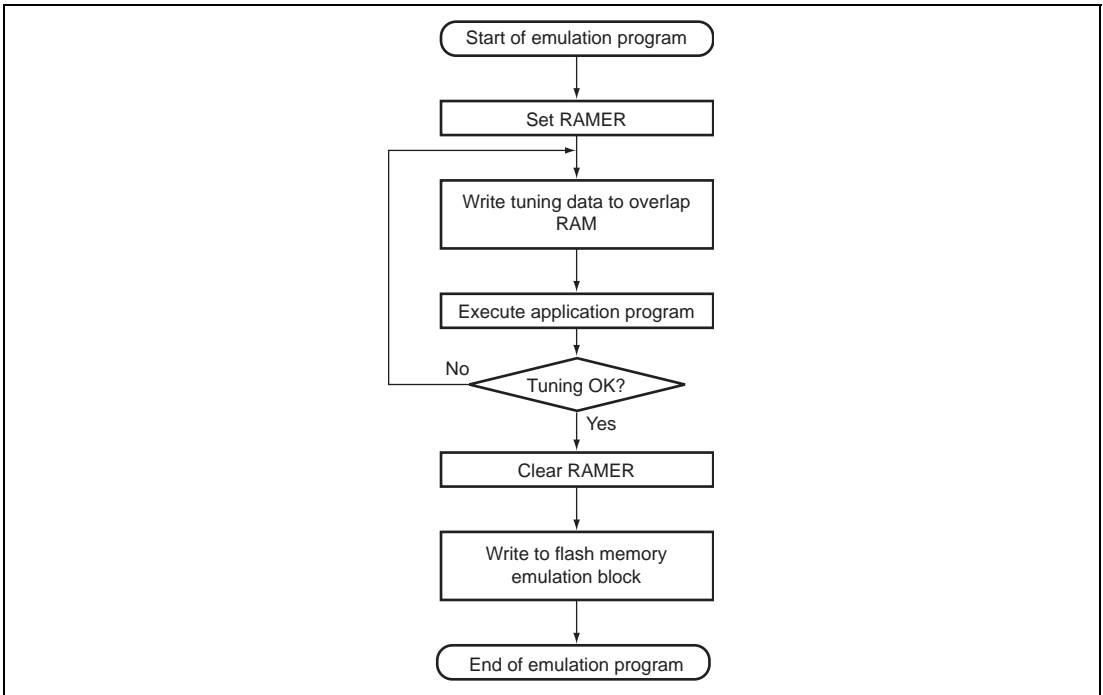 Start of emulation program
Set RAMER
Write tuning data to overlap
RAM
Execute application program
No
Tuning OK?
Yes
Clear RAMER
Write to flash memory
emulation block
End of emulation program